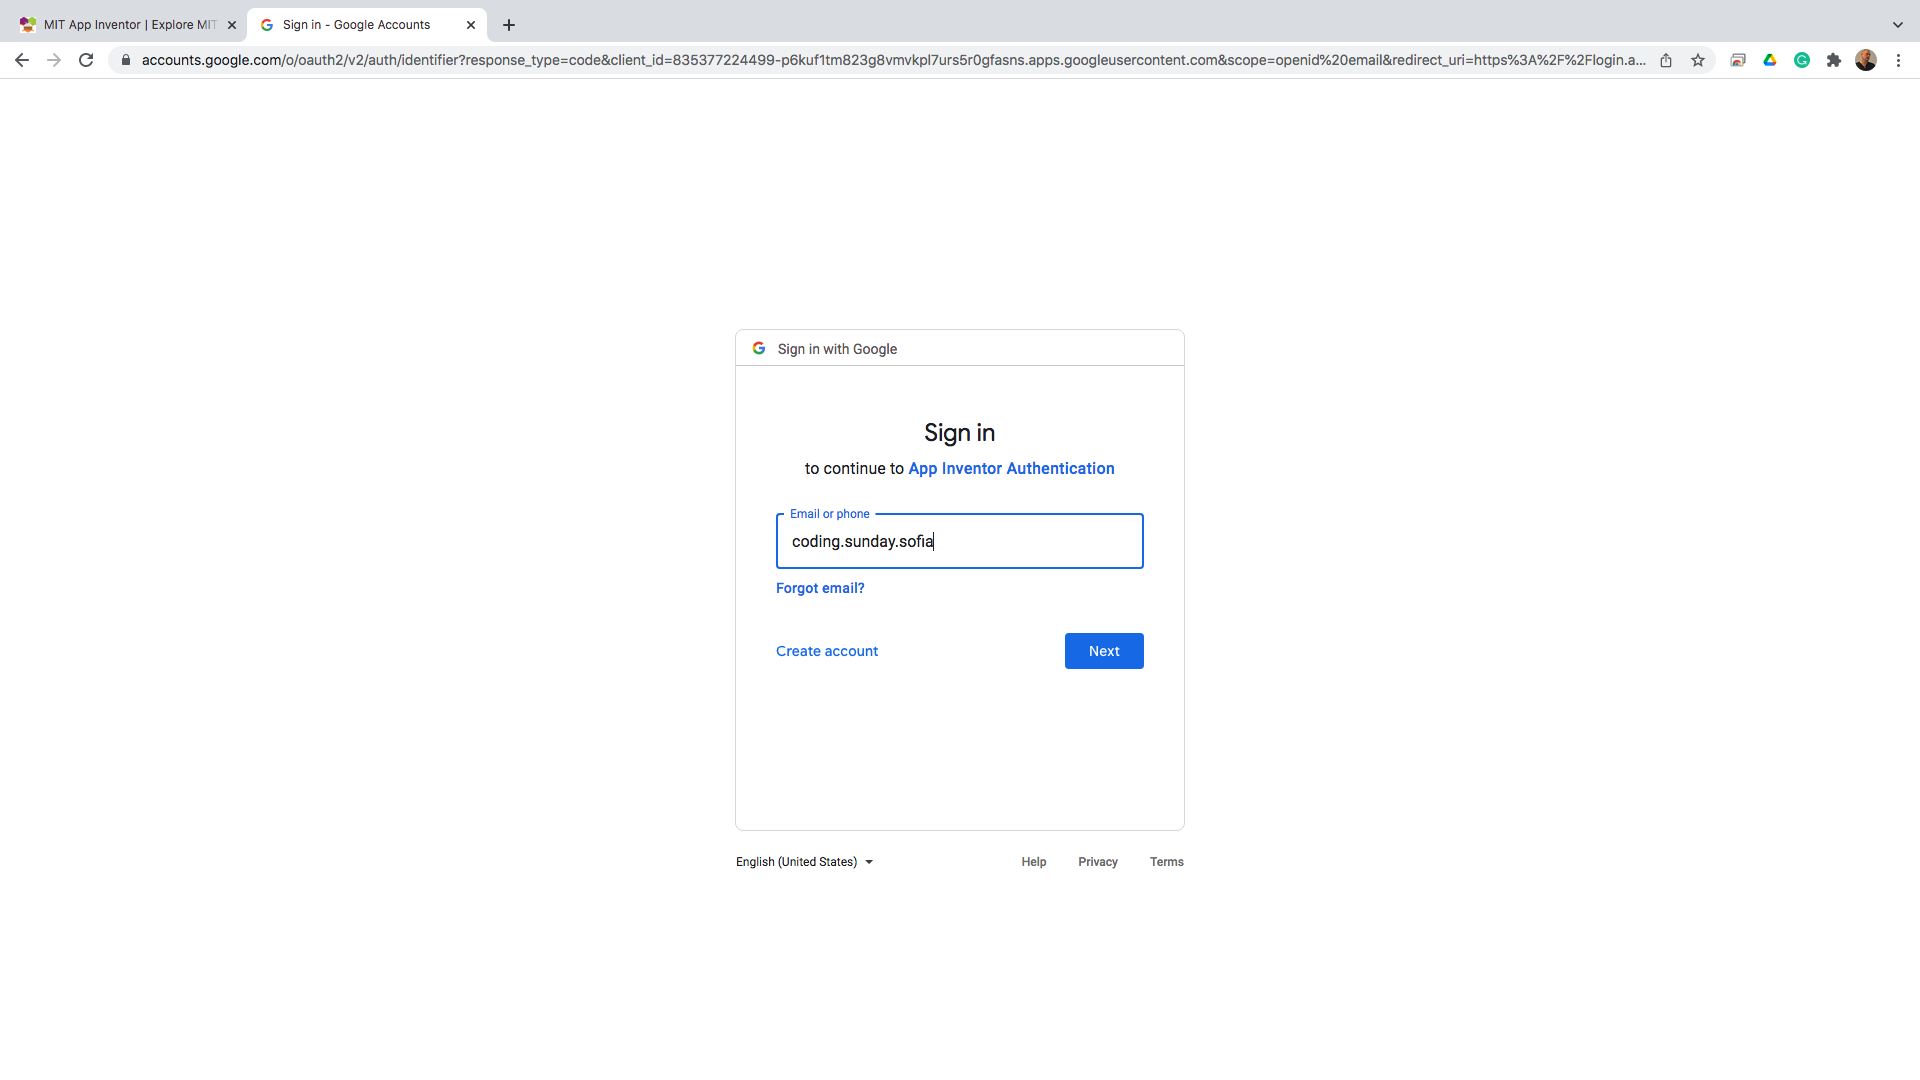 MIT App Inventor | Explore MIT
Sign in - Google Accounts
accounts.google.com/o/oauth2/v2/auth/identifier?response_type=code&client_id=835377224499-p6kuf1tm823g8vmvkpl7urs5r0gfasns.apps.googleusercontent.com&scope=openid%20email&redirect_uri=https%3A%2F%2Flogin.a...
Sign in with Google
Sign in
to continue to App Inventor Authentication
Email or phone
coding.sunday.sofia
Forgot email?
Create account
Next
English (United States)
Help
Privacy
Terms